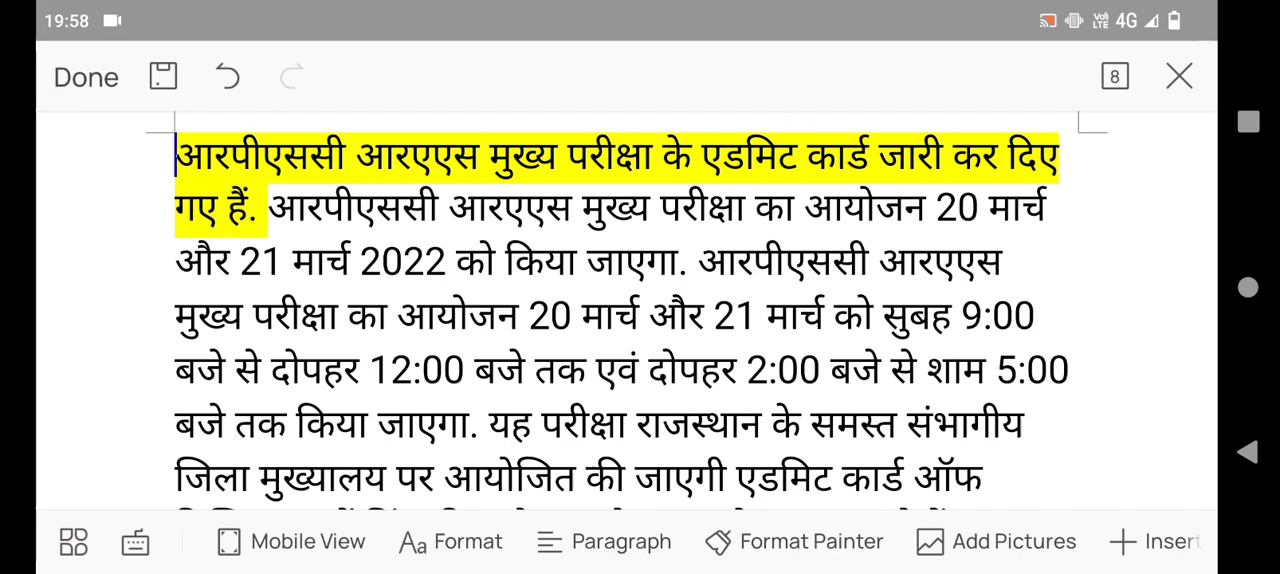 19:58
Vo) LTE 4G
Done
8
आरपीएससी आरएएस मुख्य परीक्षा के एडमिट कार्ड जारी कर दिए
गए हैं. आरपीएससी आरएएस मुख्य परीक्षा का आयोजन 20 मार्च
और 21 मार्च 2022 को किया जाएगा. आरपीएससी आरएएस
मुख्य परीक्षा का आयोजन 20 मार्च और 21 मार्च को सुबह 9:00
बजे से दोपहर 12:00 बजे तक एवं दोपहर 2:00 बजे से शाम 5:00
बजे तक किया जाएगा. यह परीक्षा राजस्थान के समस्त संभागीय
जिला मुख्यालय पर आयोजित की जाएगी एडमिट कार्ड ऑफ
Mobile View Aa Format Paragraph Format Painter Add Pictures Insert